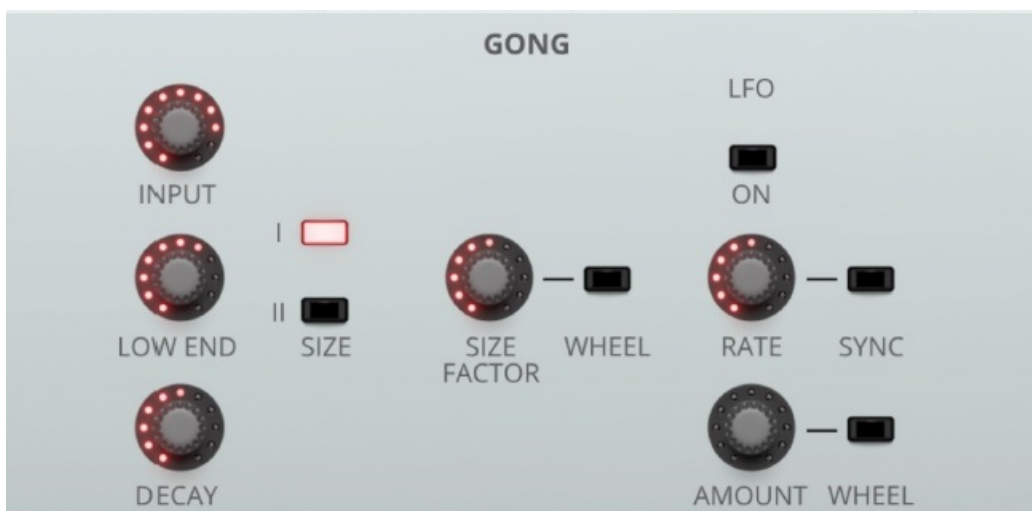 GONG
LFO
INPUT
ON
I
II
LOW END
SIZE
SIZE
FACTOR
WHEEL
RATE
SYNC
DECAY
AMOUNT
WHEEL